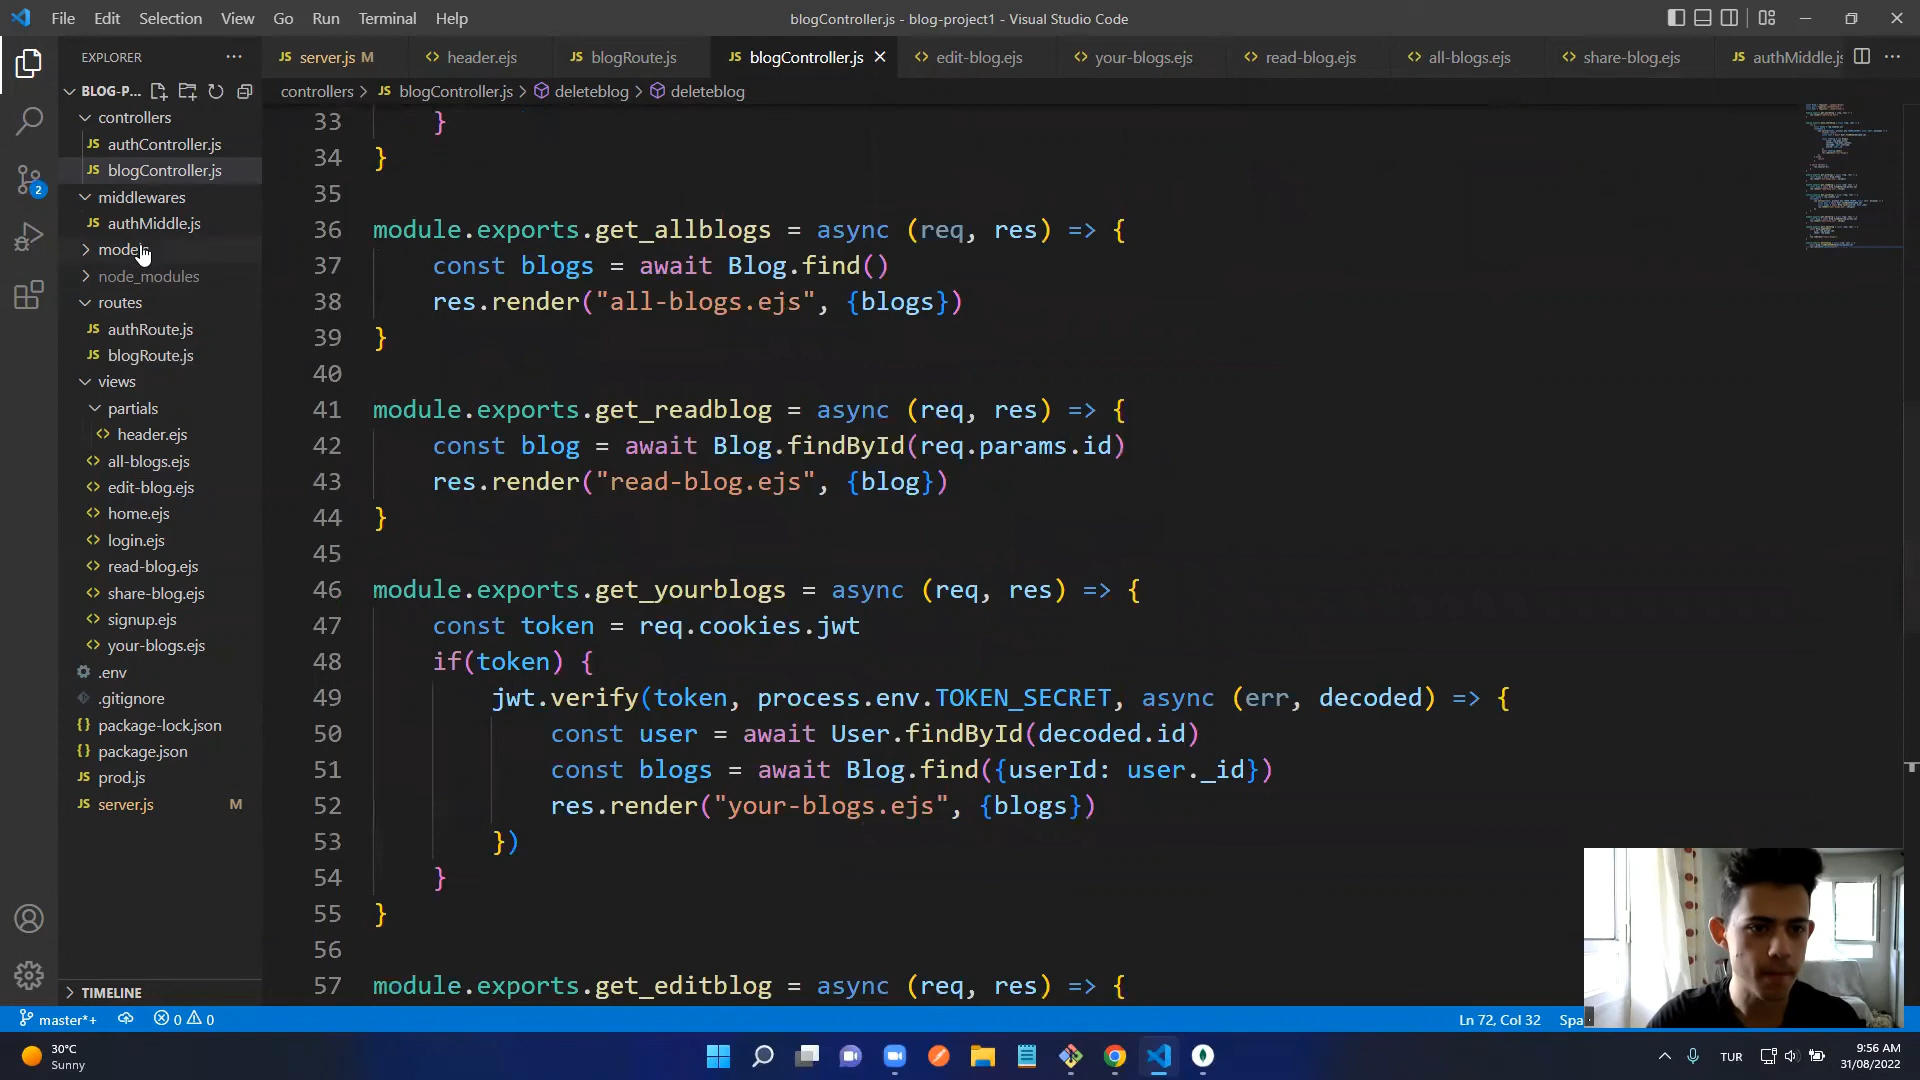 File Edit Selection View Go Run Terminal Help
blogController.js - blog-project1 - Visual Studio Code
EXPLORER
server.js M
header.ejs
blogRoute.js
blogController.js
edit-blog.ejs
your-blogs.ejs
read-blog.ejs
all-blogs.ejs
share-blog.ejs
authMiddle.js
BLOG-P...
controllers > blogController.js > deleteblog > deleteblog
controllers
authController.js
blogController.js
middlewares
authMiddle.js
models
node_modules
routes
authRoute.js
blogRoute.js
views
partials
header.ejs
all-blogs.ejs
edit-blog.ejs
home.ejs
login.ejs
read-blog.ejs
share-blog.ejs
signup.ejs
your-blogs.ejs
.env
.gitignore
package-lock.json
package.json
prod.js
server.js M
TIMELINE
2
33 }
34 }
35
36 module.exports.get_allblogs = async (req, res) => {
37 const blogs = await Blog.find()
38 res.render("all-blogs.ejs", {blogs})
39 }
40
41 module.exports.get_readblog = async (req, res) => {
42 const blog = await Blog.findById(req.params.id)
43 res.render("read-blog.ejs", {blog})
44 }
45
46 module.exports.get_yourblogs = async (req, res) => {
47 const token = req.cookies.jwt
48 if(token) {
49 jwt.verify(token, process.env.TOKEN_SECRET, async (err, decoded) => {
50 const user = await User.findById(decoded.id)
51 const blogs = await Blog.find({userId: user._id})
52 res.render("your-blogs.ejs", {blogs})
53 })
54 }
55 }
56
57 module.exports.get_editblog = async (req, res) => {
master*+ 0 0
Ln 72, Col 32
30°C
Sunny
TUR
9:56 AM
31/08/2022